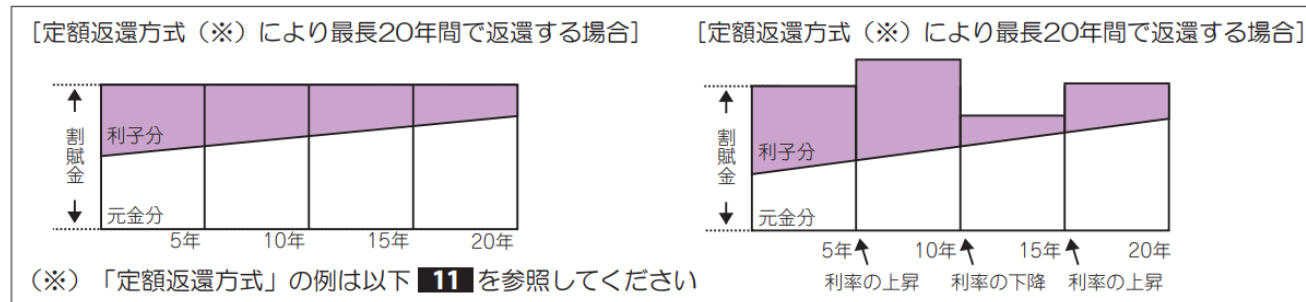 [定額返還方式（※）により最長20年間で返還する場合]
割賦金
利子分
元金分
5年 10年 15年 20年
（※）「定額返還方式」の例は以下 11 を参照してください
[定額返還方式（※）により最長20年間で返還する場合]
割賦金
利子分
元金分
5年 10年 15年 20年
利率の上昇 利率の下降 利率の上昇